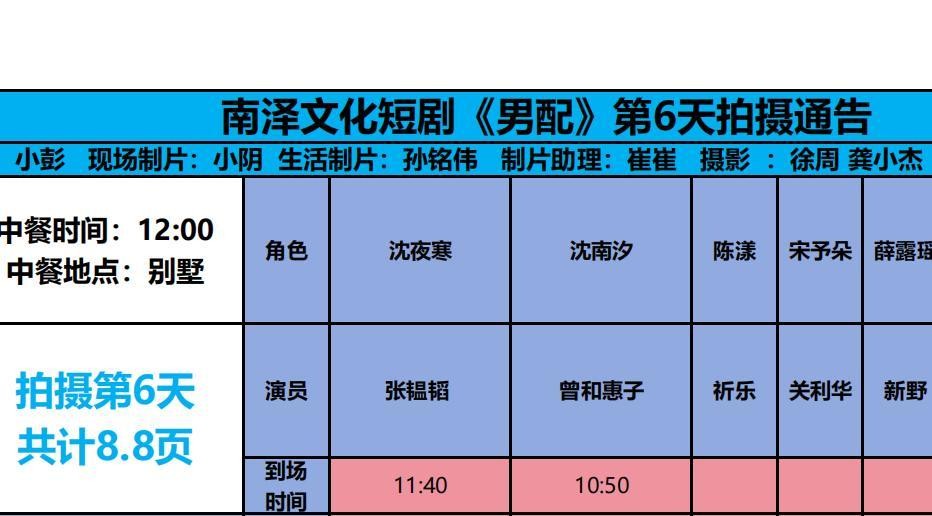 南泽文化短剧《男配》第6天拍摄通告
小彭 现场制片：小阴 生活制片：孙铭伟 制片助理：崔崔 摄影 ：徐周 龚小杰
中餐时间：12:00
中餐地点：别墅
角色 沈夜寒 沈南汐 陈漾 宋予朵 薛露瑶
拍摄第6天
共计8.8页
演员 张韫韬 曾和惠子 祈乐 关利华 新野
到场
时间
11:40 10:50